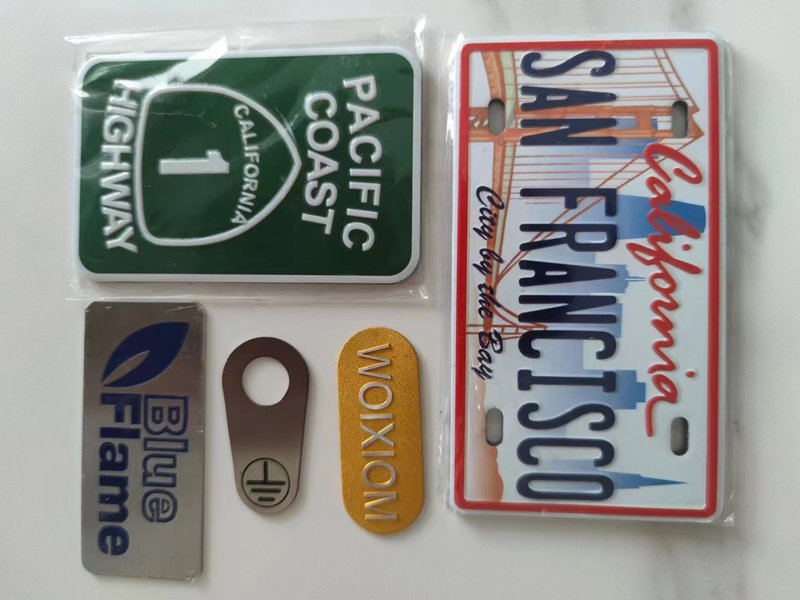 PACIFIC
COAST
CALIFORNIA
1
HIGHWAY
California
SAN FRANCISCO
City by the Bay
Blue
Flame
WOIXIOM